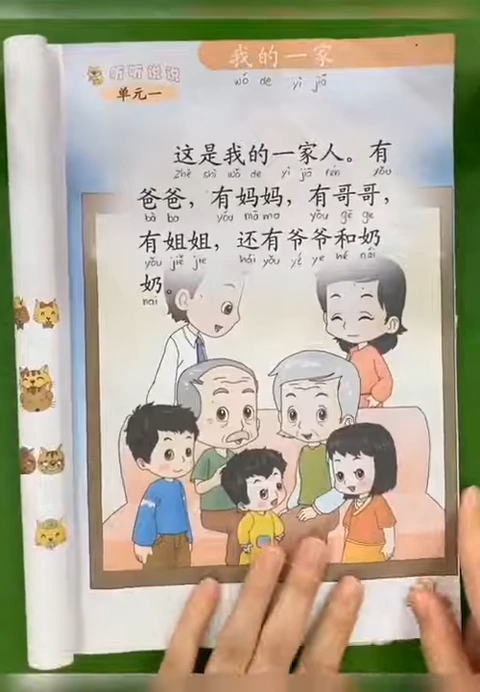 我的一家
wǒ de yì jiā
听听说说
单元一
这是我的一家人。有
zhè shì wǒ de yì jiā rén yǒu
爸爸，有妈妈，有哥哥，
bà ba yǒu mā ma yǒu gē ge
有姐姐，还有爷爷和奶
yǒu jiě jie hái yǒu yé ye hé nǎi
奶。
nai